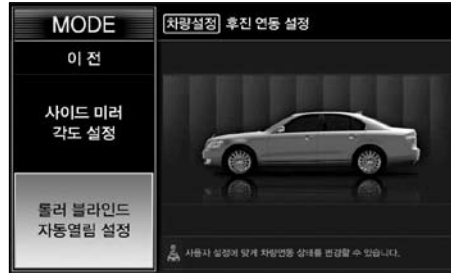 MODE
차량설정 후진 연동 설정
이 전
사이드 미러
각도 설정
롤러 블라인드
자동열림 설정
사용자 설정에 맞게 차량연동 상태를 변경할 수 있습니다.